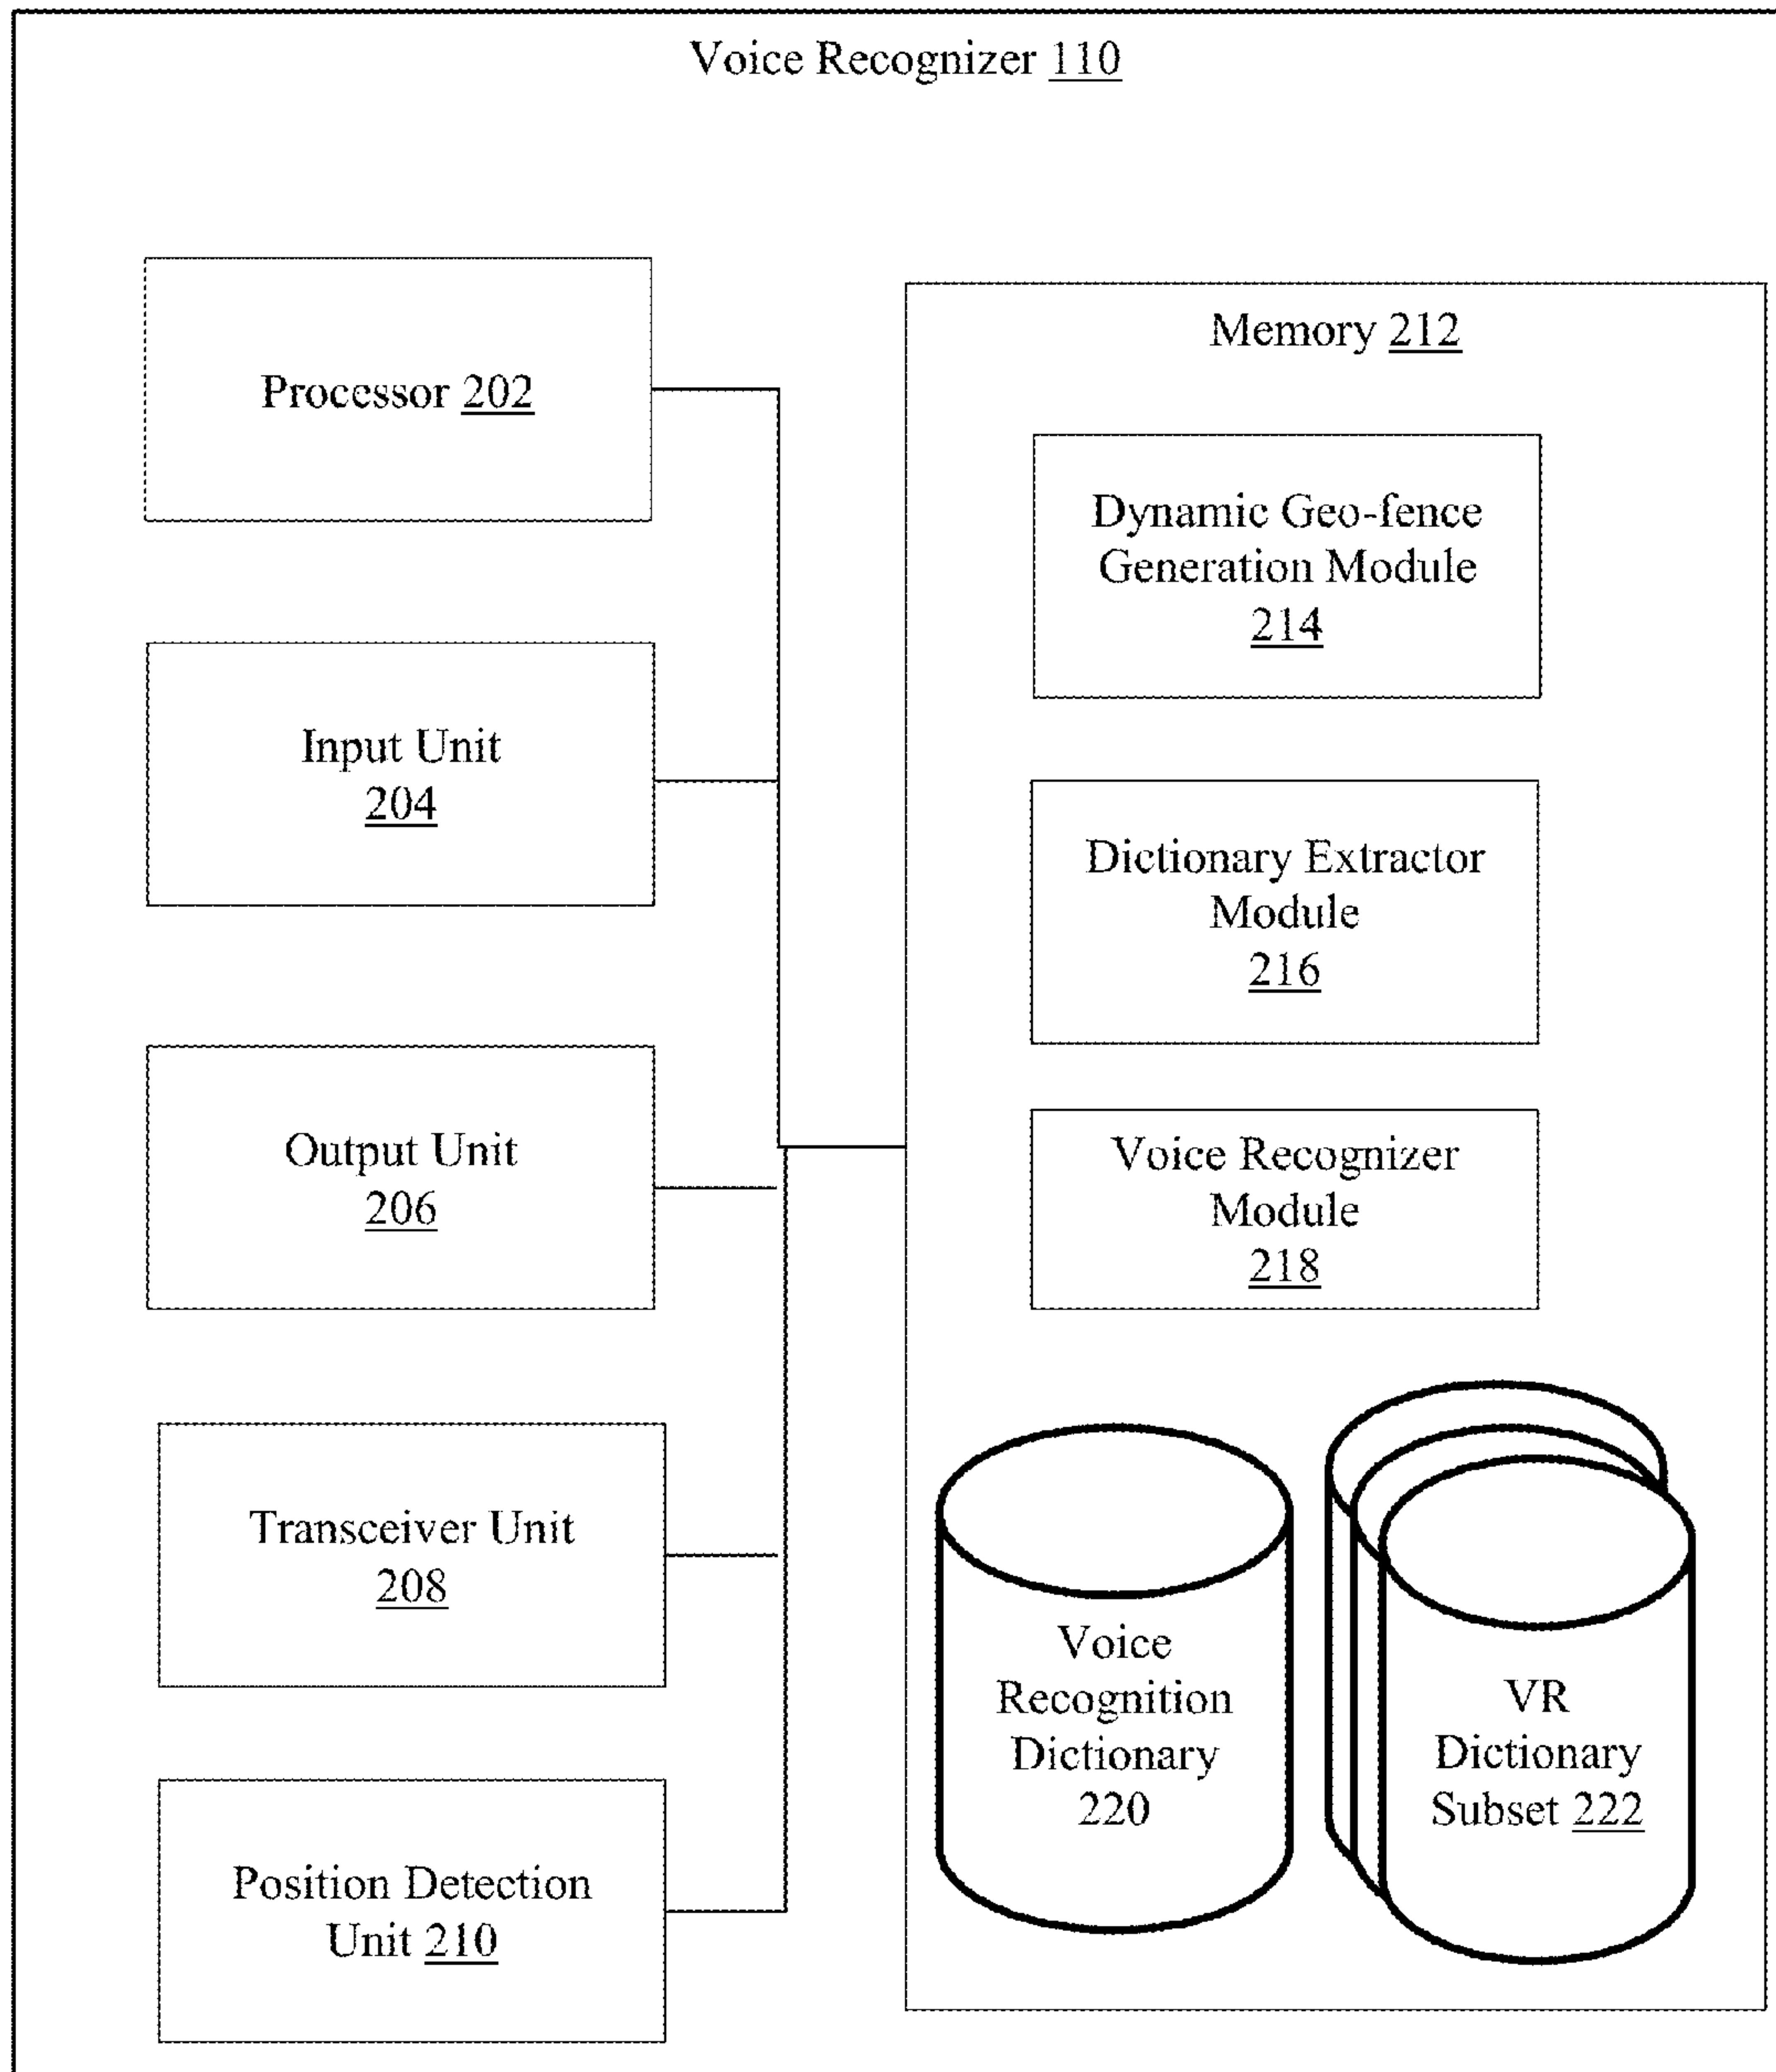 Voice Recognizer 110
Processor 202
Input Unit
204
Output Unit
206
Transceiver Unit
208
Position Detection
Unit 210
Memory 212
Dynamic Geo-fence
Generation Module
214
Dictionary Extractor
Module
216
Voice Recognizer
Module
218
Voice
Recognition
Dictionary
220
VR
Dictionary
Subset 222